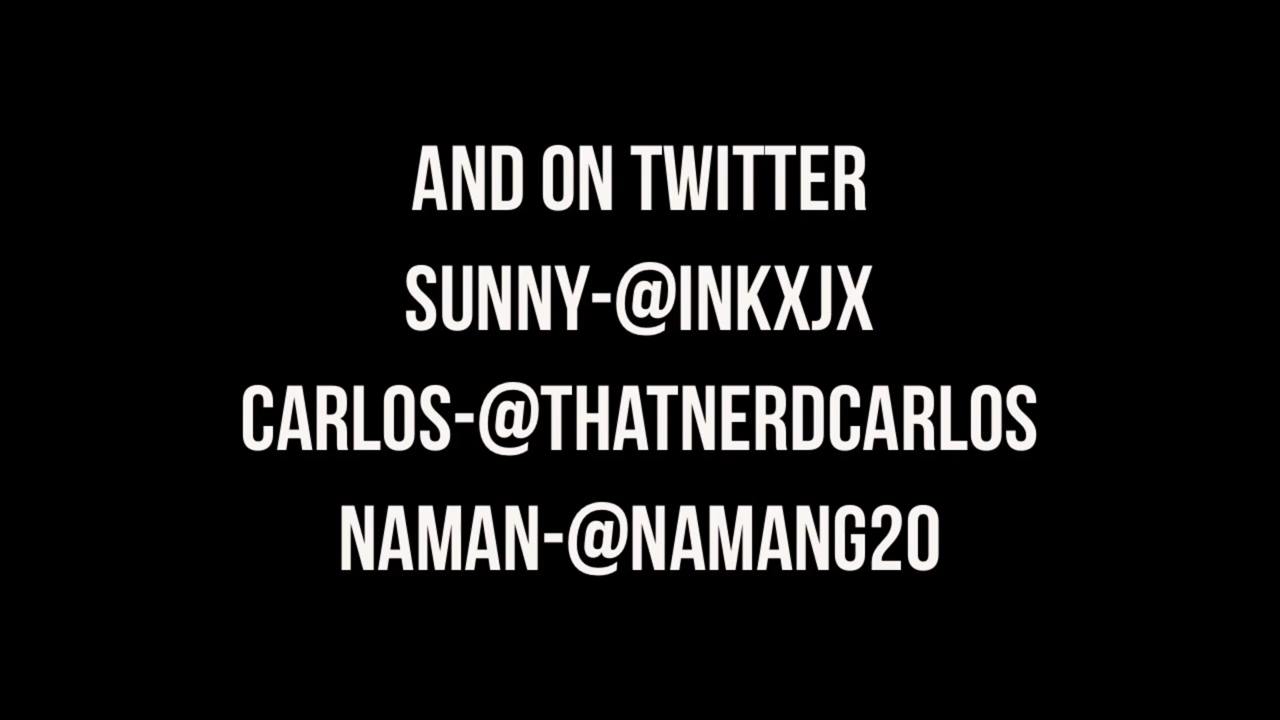 AND ON TWITTER
SUNNY-@INKXJX
CARLOS-@THATNERDCARLOS
NAMAN-@NAMANG20